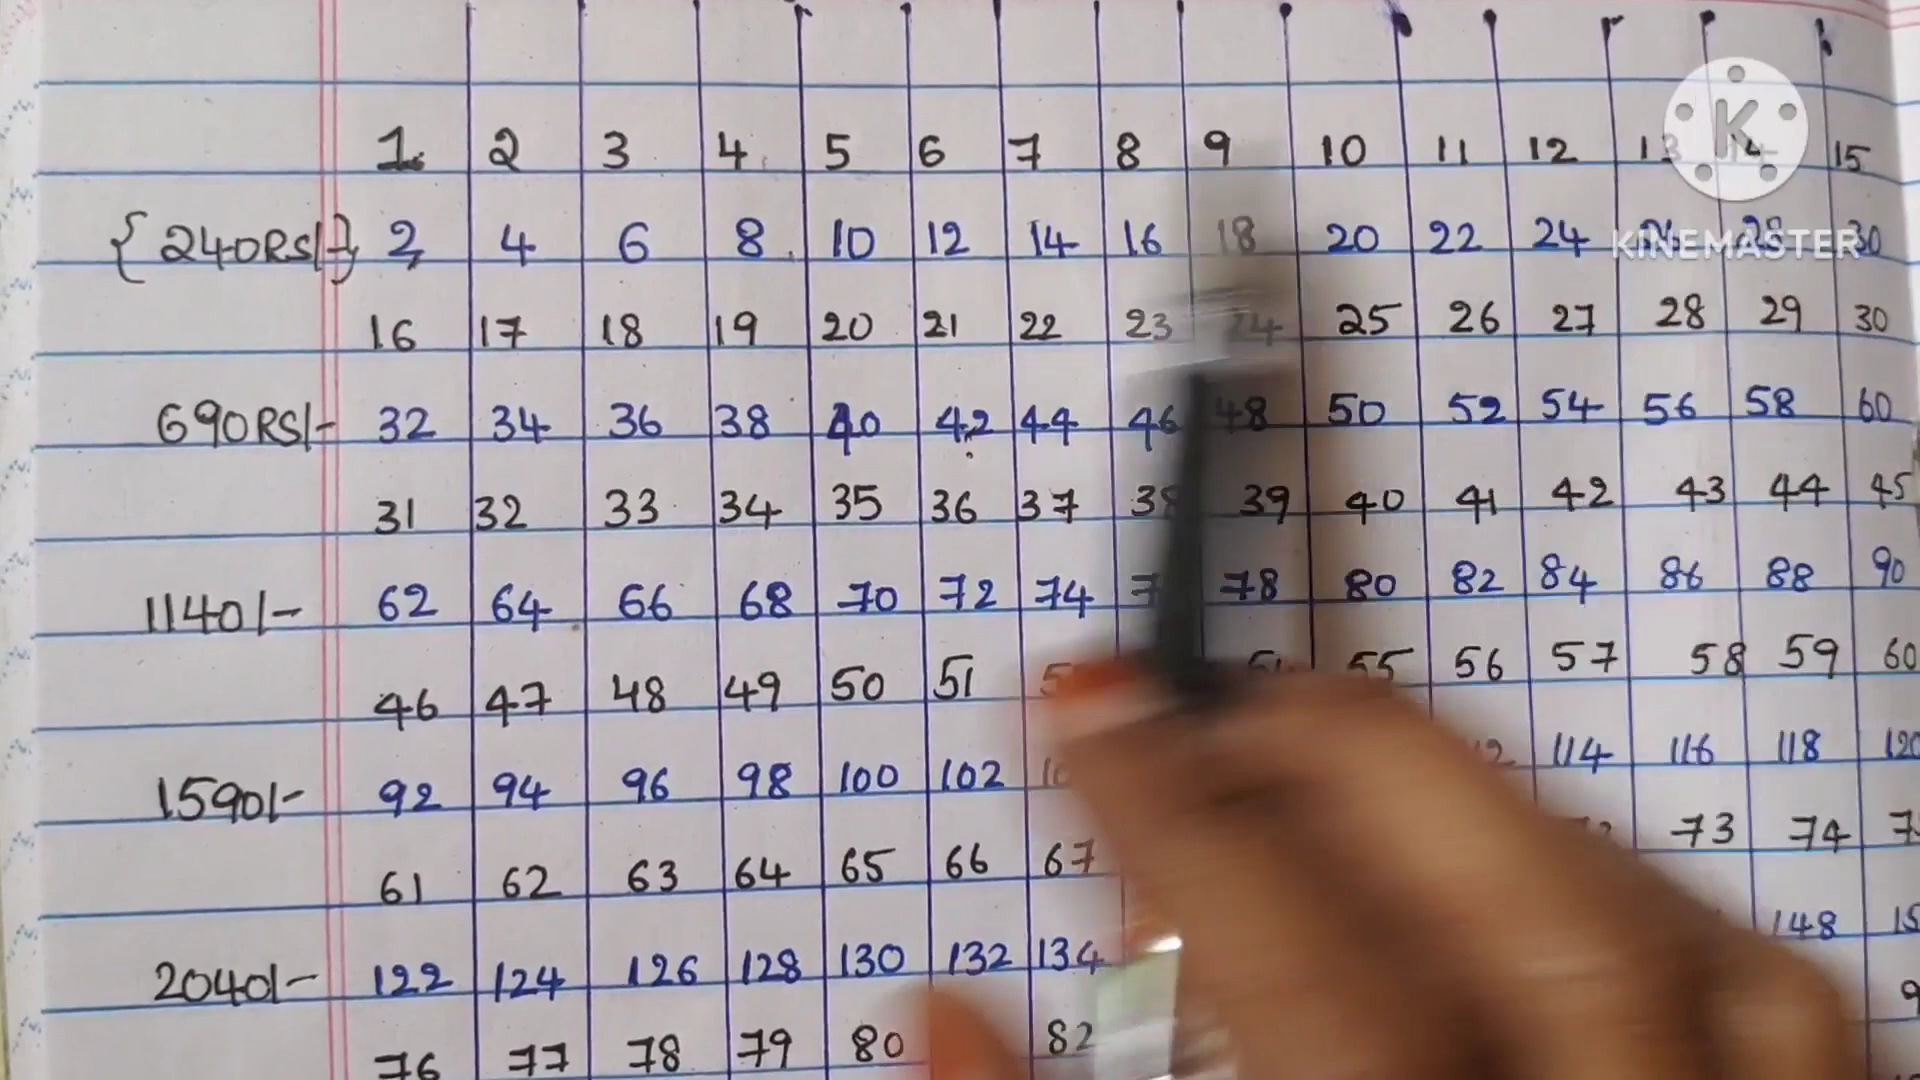 1 2 3 4 5 6 7 8 9 10 11 12 13 14 15
{240RS/-} 2 4 6 8 10 12 14 16 18 20 22 24 26 28 30
KINEMASTER
16 17 18 19 20 21 22 23 24 25 26 27 28 29 30
690RS/- 32 34 36 38 40 42 44 46 48 50 52 54 56 58 60
31 32 33 34 35 36 37 38 39 40 41 42 43 44 45
1140/- 62 64 66 68 70 72 74 78 80 82 84 86 88 90
46 47 48 49 50 51 55 56 57 58 59 60
1590/- 92 94 96 98 100 102 114 116 118 120
61 62 63 64 65 66 67 73 74
2040/- 122 124 126 128 130 132 134 148
76 77 78 79 80 82